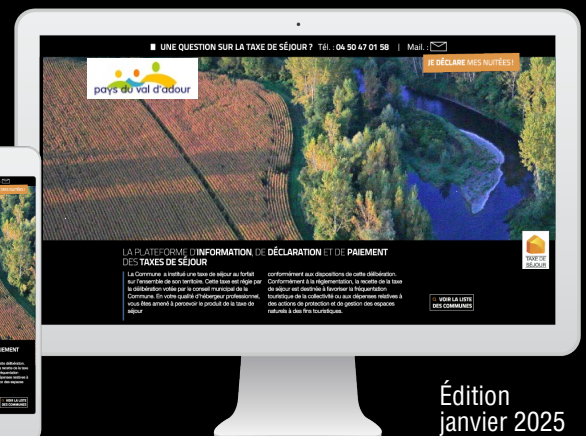 UNE QUESTION SUR LA TAXE DE SÉJOUR ? Tél. : 04 50 47 01 58 | Mail. :
JE DÉCLARE MES NUITÉES !
pays du val d'adour
LA PLATEFORME D'INFORMATION, DE DÉCLARATION ET DE PAIEMENT
DES TAXES DE SÉJOUR
La Commune a institué une taxe de séjour au forfait
sur l'ensemble de son territoire. Cette taxe est régie par
la délibération votée par le conseil municipal de la
Commune. En votre qualité d'hébergeur professionnel,
vous êtes amené à percevoir le produit de la taxe de
séjour
conformément aux dispositions de cette délibération.
Conformément à la réglementation, la recette de la taxe
de séjour est destinée à favoriser la fréquentation
touristique de la collectivité ou aux dépenses relatives à
des actions de protection et de gestion des espaces
naturels à des fins touristiques.
TAXE DE
SÉJOUR
VOIR LA LISTE
DES COMMUNES
VOIR LA LISTE
DES COMMUNES
Édition
janvier 2025